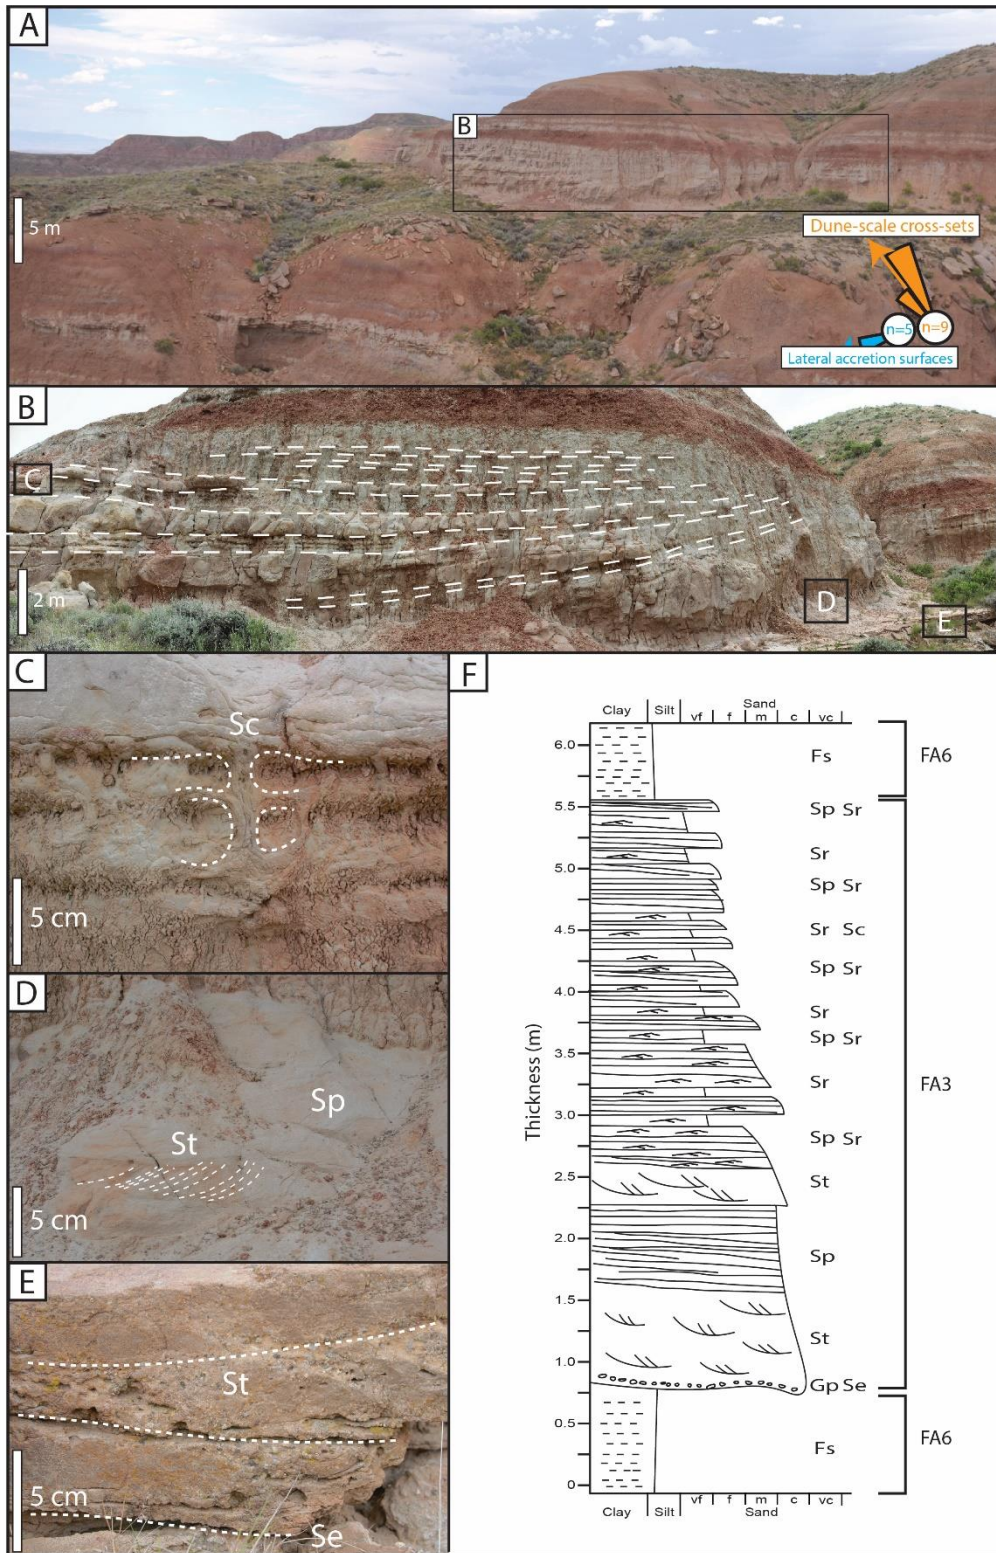 A
B
5 m
Dune-scale cross-sets
n=5
n=9
Lateral accretion surfaces
B
C
2 m
D
E
C
Sc
5 cm
D
Sp
St
5 cm
E
St
5 cm
Se
F
Sand
Clay Silt vf f m c vc
6.0
Fs
FA6
5.5
Sp Sr
Sr
5.0
Sp Sr
4.5
Sr Sc
Sp Sr
4.0
Sr
Sp Sr
3.5
Sr
FA3
Thickness (m)
3.0
Sp Sr
2.5
St
2.0
Sp
1.5
St
1.0
Gp Se
0.5
Fs
FA6
0
Clay Silt vf f m c vc
Sand